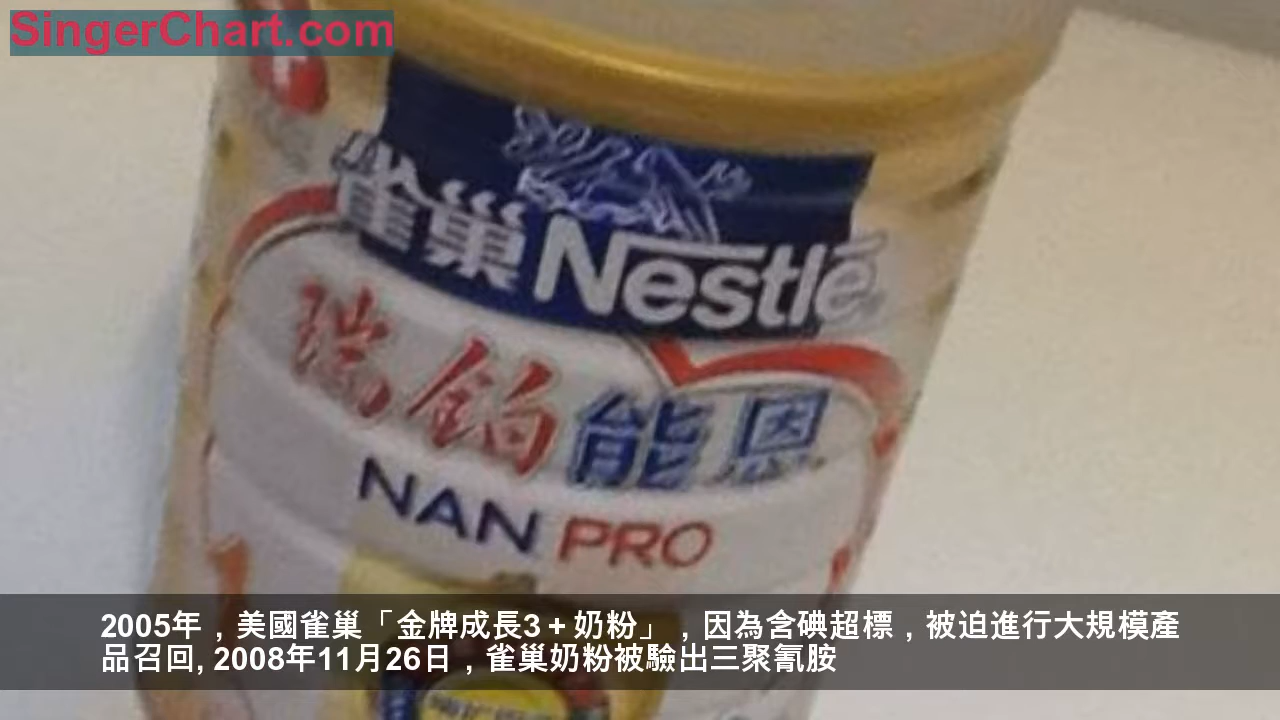 SingerChart.com
雀巢Nestlé
瑞鉑能恩
NAN PRO
2005年，美國雀巢「金牌成長3＋奶粉」，因為含碘超標，被迫進行大規模產
品召回, 2008年11月26日，雀巢奶粉被驗出三聚氰胺